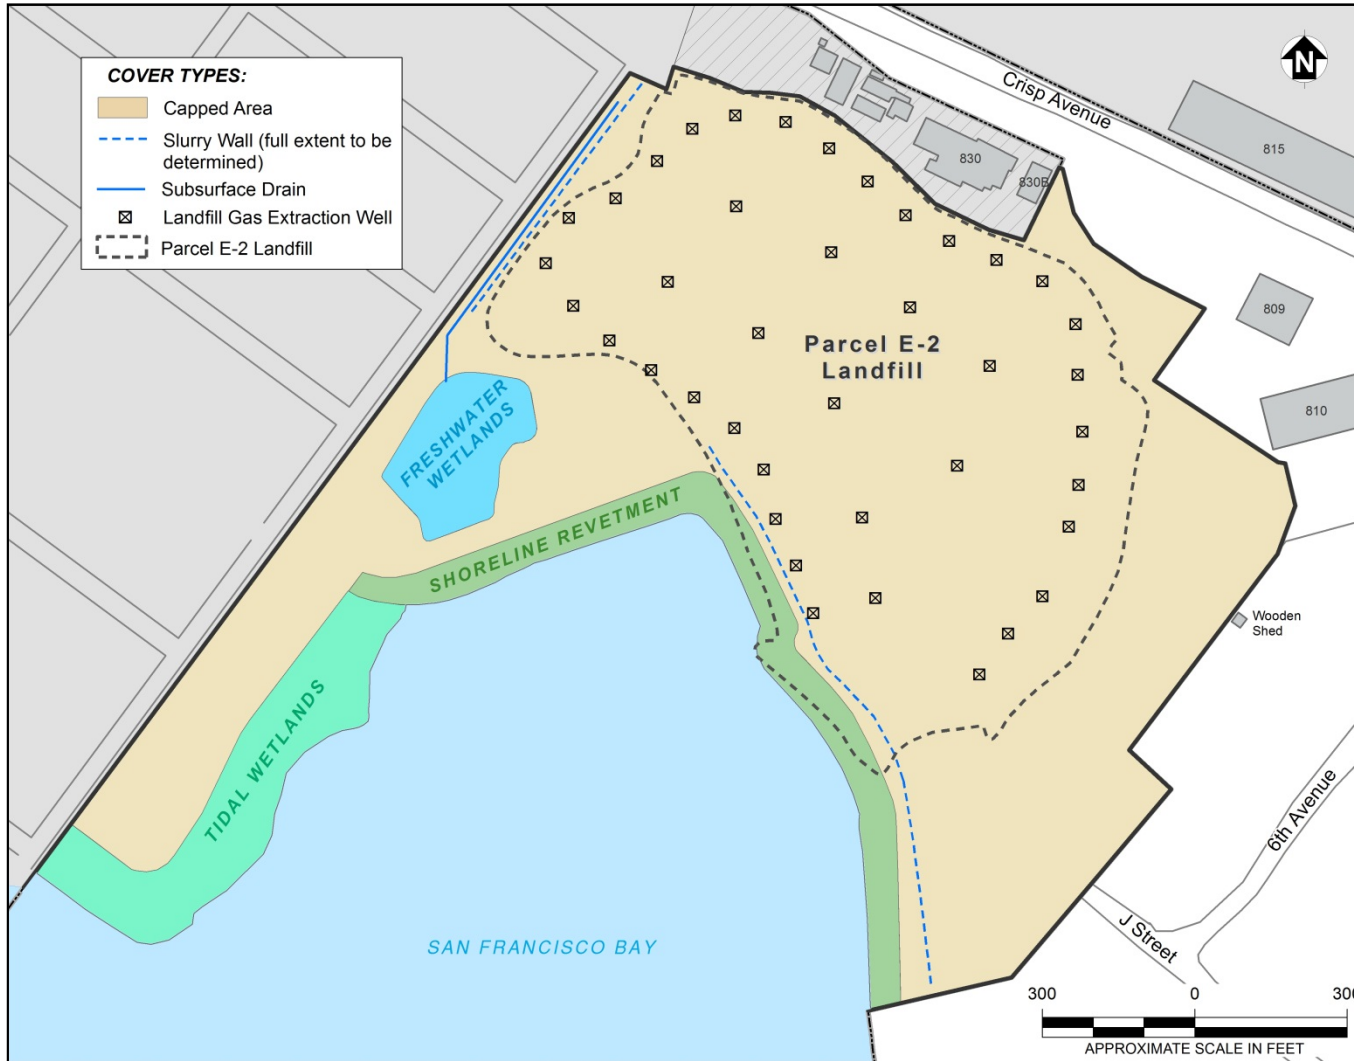 COVER TYPES:
Capped Area
Slurry Wall (full extent to be
determined)
Subsurface Drain
Landfill Gas Extraction Well
Parcel E-2 Landfill
N
Crisp Avenue
815
830
830B
809
810
Parcel E-2
Landfill
FRESHWATER
WETLANDS
SHORELINE REVETMENT
TIDAL WETLANDS
Wooden
Shed
6th Avenue
J Street
SAN FRANCISCO BAY
300 0 300
APPROXIMATE SCALE IN FEET